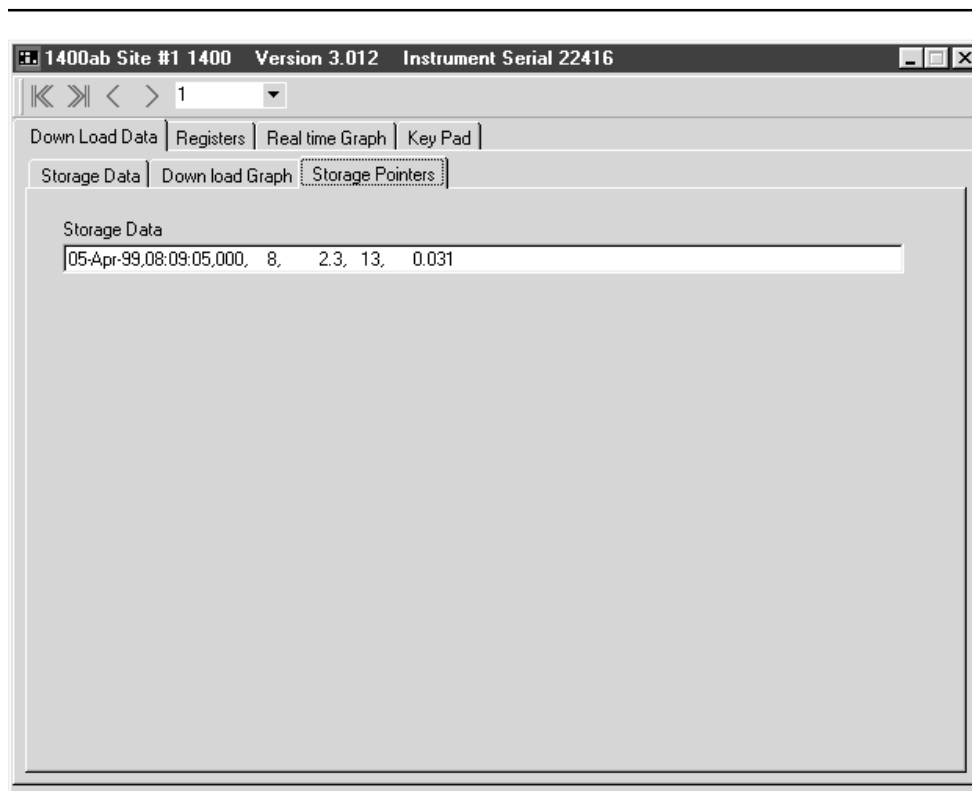 1400ab Site #1 1400 Version 3.012 Instrument Serial 22416
1
Down Load Data Registers Real time Graph Key Pad
Storage Data Down load Graph Storage Pointers
Storage Data
05-Apr-99,08:09:05,000, 8, 2.3, 13, 0.031